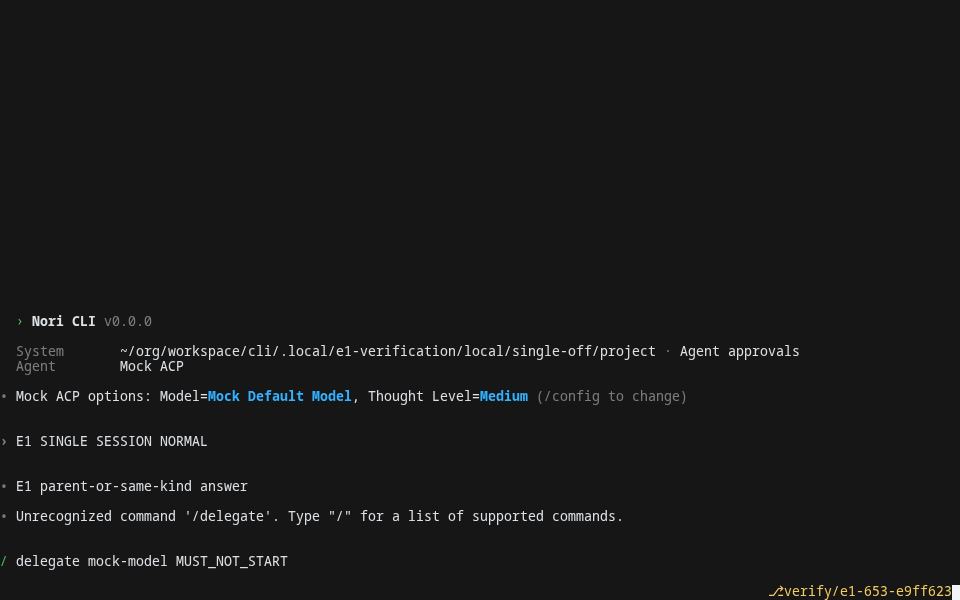 › Nori CLI v0.0.0
System ~/org/workspace/cli/.local/e1-verification/local/single-off/project · Agent approvals
Agent Mock ACP
• Mock ACP options: Model=Mock Default Model, Thought Level=Medium (/config to change)
› E1 SINGLE SESSION NORMAL
• E1 parent-or-same-kind answer
• Unrecognized command '/delegate'. Type "/" for a list of supported commands.
/ delegate mock-model MUST_NOT_START
⎇verify/e1-653-e9ff623